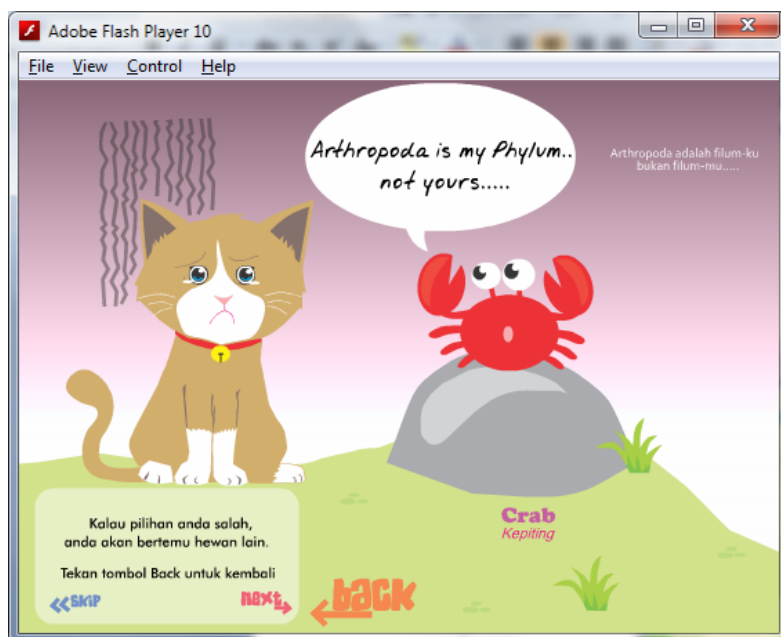 Adobe Flash Player 10
File View Control Help
Arthropoda is my Phylum..
not yours.....
Arthropoda adalah filum-ku
bukan filum-mu.....
Crab
Kepiting
Kalau pilihan anda salah,
anda akan bertemu hewan lain.
Tekan tombol Back untuk kembali
<<SKIP
next
back